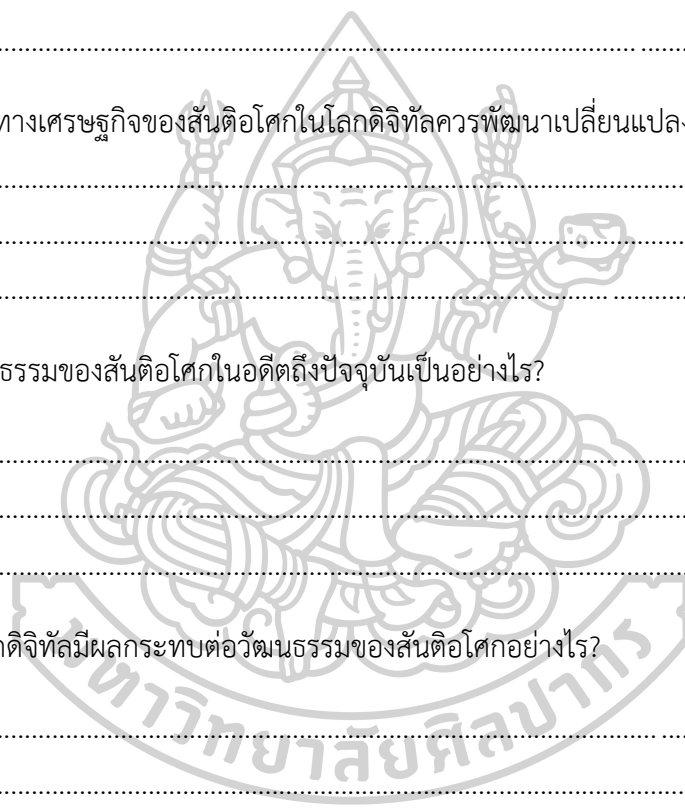 ทางเศรษฐกิจของสันติอโศกในโลกดิจิทัลควรพัฒนาเปลี่ยนแปลง
ธรรมของสันติอโศกในอดีตถึงปัจจุบันเป็นอย่างไร?
ดิจิทัลมีผลกระทบต่อวัฒนธรรมของสันติอโศกอย่างไร?
วิทยาลัยศิลปากร